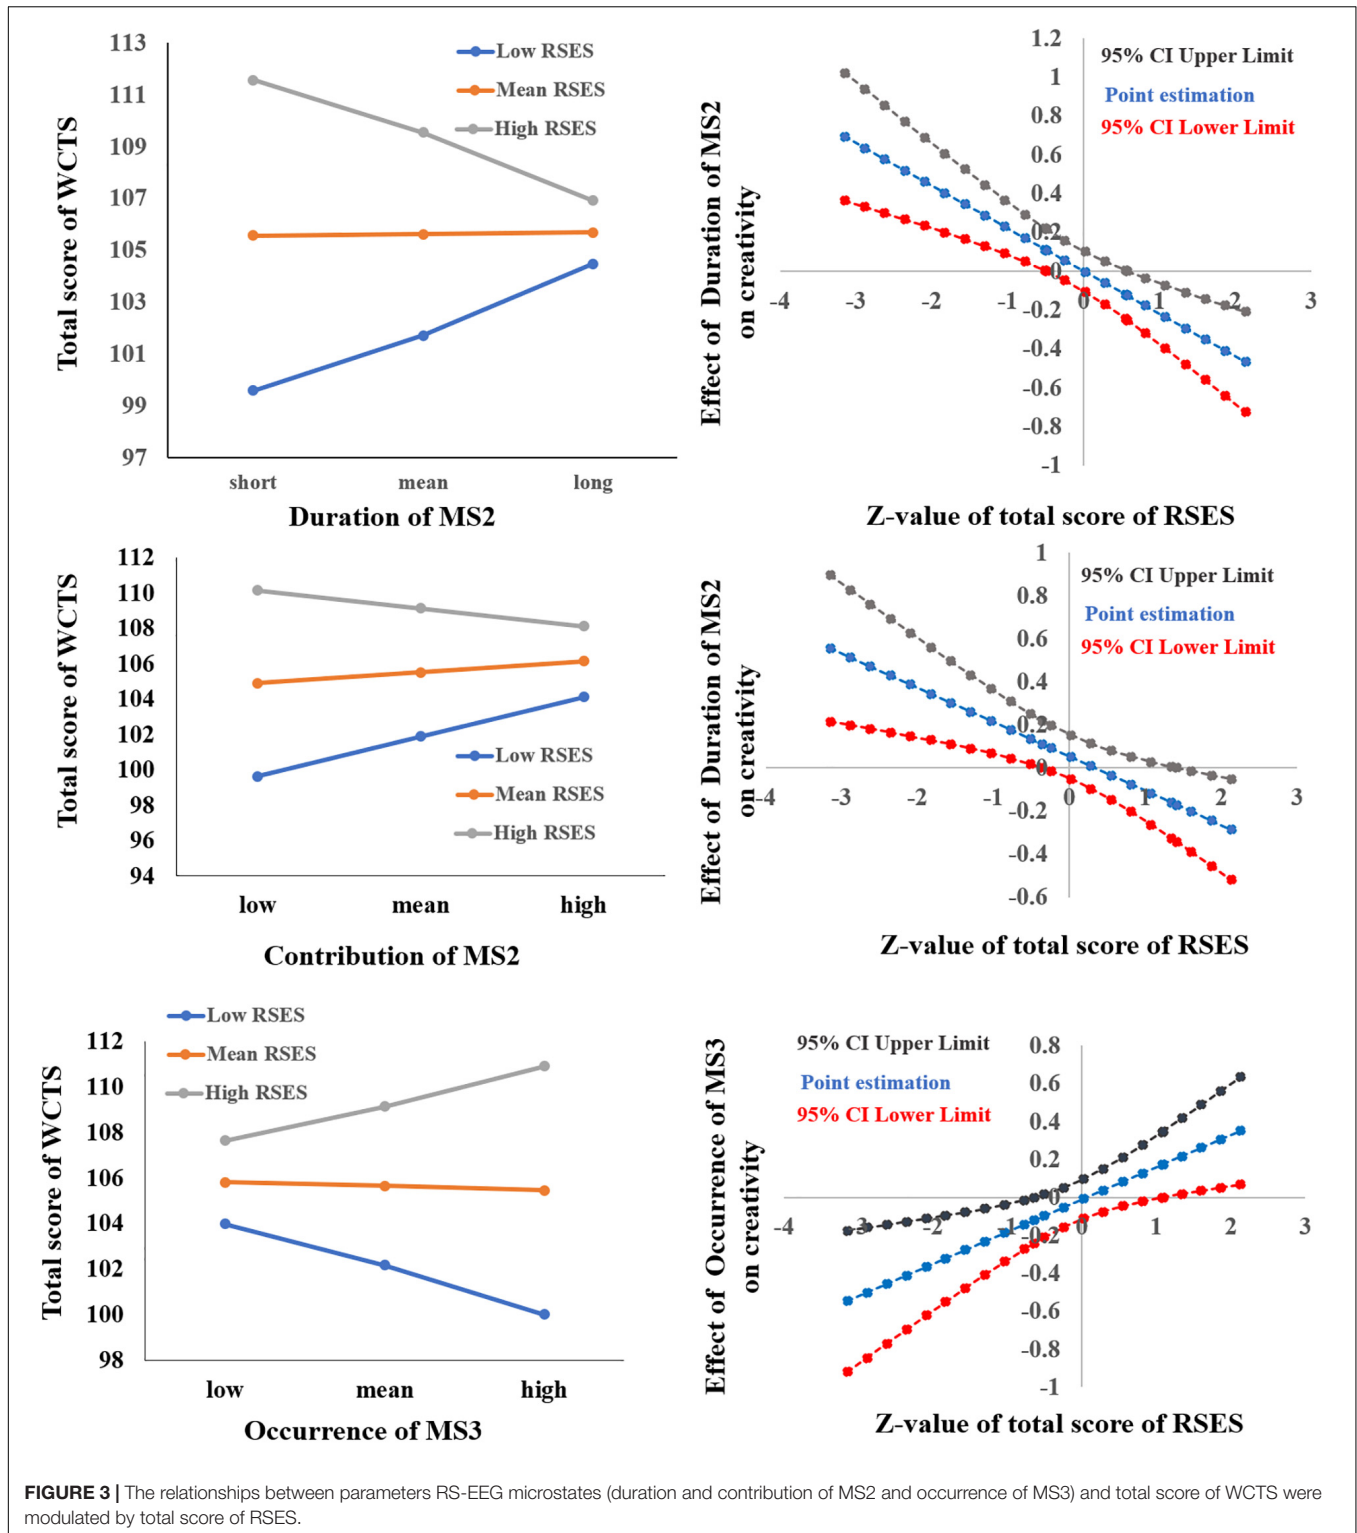 113
111
109
107
105
103
101
99
97
Total score of WCTS
Low RSES
Mean RSES
High RSES
short mean long
Duration of MS2
1.2
1
0.8
0.6
0.4
0.2
0
-0.2
-0.4
-0.6
-0.8
-1
Effect of Duration of MS2
on creativity
95% CI Upper Limit
Point estimation
95% CI Lower Limit
-4 -3 -2 -1 0 1 2 3
Z-value of total score of RSES
112
110
108
106
104
102
100
98
96
94
Total score of WCTS
Low RSES
Mean RSES
High RSES
low mean high
Contribution of MS2
1
0.8
0.6
0.4
0.2
0
-0.2
-0.4
-0.6
Effect of Duration of MS2
on creativity
95% CI Upper Limit
Point estimation
95% CI Lower Limit
-4 -3 -2 -1 0 1 2 3
Z-value of total score of RSES
Low RSES
Mean RSES
High RSES
112
110
108
106
104
102
100
98
Total score of WCTS
low mean high
Occurrence of MS3
95% CI Upper Limit
Point estimation
95% CI Lower Limit
0.8
0.6
0.4
0.2
0
-0.2
-0.4
-0.6
-0.8
-1
Effect of Occurrence of MS3
on creativity
-4 -3 -2 -1 0 1 2 3
Z-value of total score of RSES
FIGURE 3 | The relationships between parameters RS-EEG microstates (duration and contribution of MS2 and occurrence of MS3) and total score of WCTS were
modulated by total score of RSES.